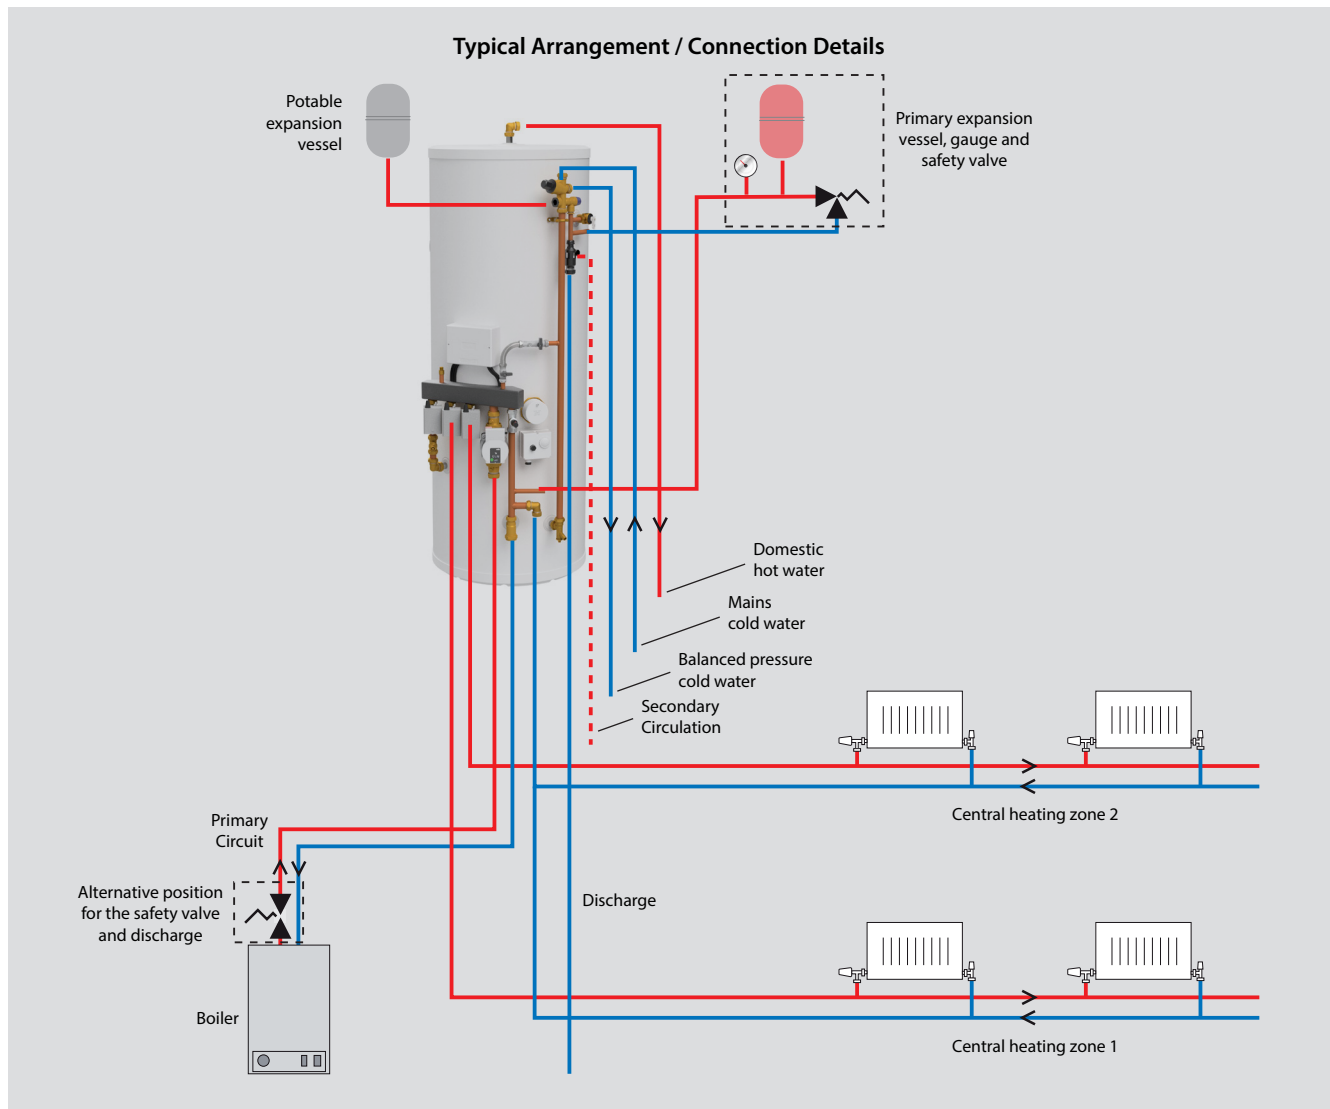 Typical Arrangement / Connection Details
Potable
expansion
vessel
Primary expansion
vessel, gauge and
safety valve
Domestic
hot water
Mains
cold water
Balanced pressure
cold water
Secondary
Circulation
Central heating zone 2
Primary
Circuit
Alternative position
for the safety valve
and discharge
Discharge
Boiler
Central heating zone 1